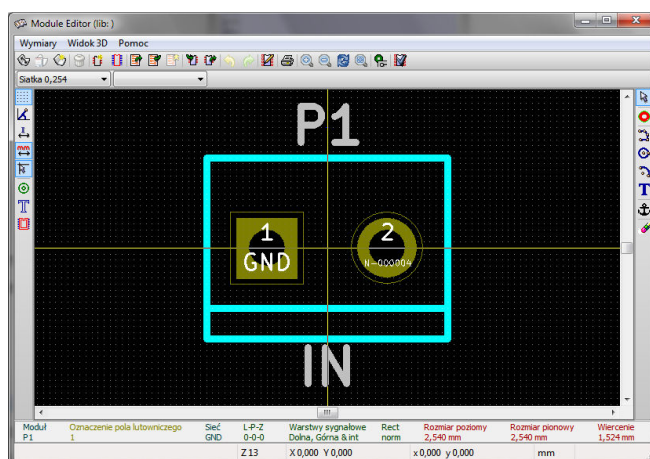 Module Editor (lib: )
Wymiary Widok 3D Pomoc
Siatka 0,254
P1
1 2
GND N-000004
IN
Moduł Oznaczenie pola lutowniczego Sieć L-P-Z Warstwy sygnałowe Rect Rozmiar poziomy Rozmiar pionowy Wiercenie
P1 1 GND 0-0-0 Dolna, Górna & int norm 2,540 mm 2,540 mm 1,524 mm
Z 13 X 0,000 Y 0,000 x 0,000 y 0,000 mm